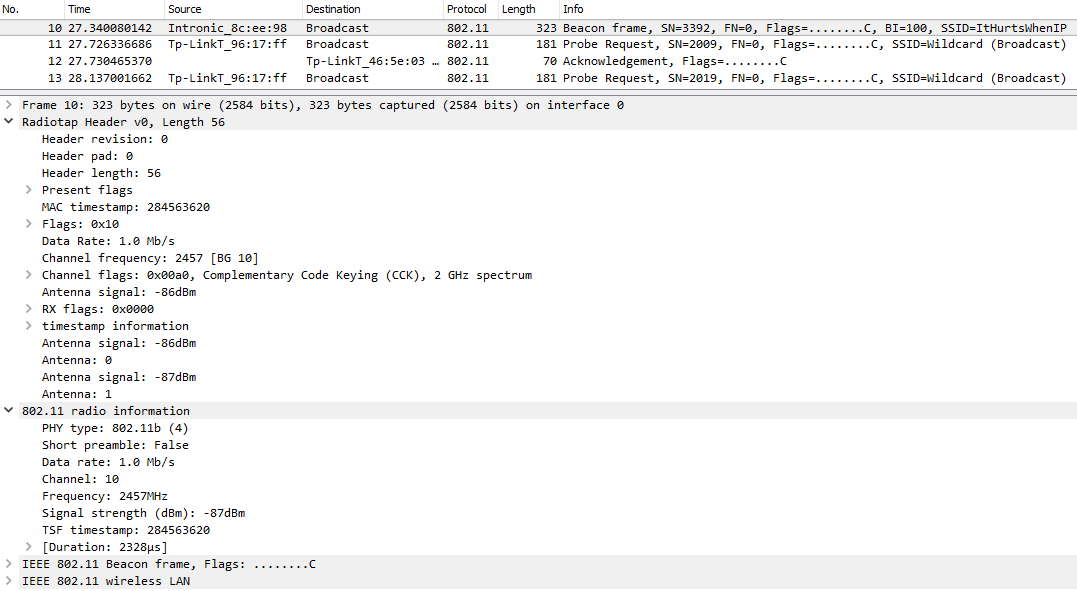 No. Time Source Destination Protocol Length Info
10 27.340080142 Intronic_8c:ee:98 Broadcast 802.11 323 Beacon frame, SN=3392, FN=0, Flags=........C, BI=100, SSID=ItHurtsWhenIP
11 27.726336686 Tp-LinkT_96:17:ff Broadcast 802.11 181 Probe Request, SN=2009, FN=0, Flags=........C, SSID=Wildcard (Broadcast)
12 27.730465370 Tp-LinkT_46:5e:03 … 802.11 70 Acknowledgement, Flags=........C
13 28.137001662 Tp-LinkT_96:17:ff Broadcast 802.11 181 Probe Request, SN=2019, FN=0, Flags=........C, SSID=Wildcard (Broadcast)
Frame 10: 323 bytes on wire (2584 bits), 323 bytes captured (2584 bits) on interface 0
Radiotap Header v0, Length 56
Header revision: 0
Header pad: 0
Header length: 56
Present flags
MAC timestamp: 284563620
Flags: 0x10
Data Rate: 1.0 Mb/s
Channel frequency: 2457 [BG 10]
Channel flags: 0x00a0, Complementary Code Keying (CCK), 2 GHz spectrum
Antenna signal: -86dBm
RX flags: 0x0000
timestamp information
Antenna signal: -86dBm
Antenna: 0
Antenna signal: -87dBm
Antenna: 1
802.11 radio information
PHY type: 802.11b (4)
Short preamble: False
Data rate: 1.0 Mb/s
Channel: 10
Frequency: 2457MHz
Signal strength (dBm): -87dBm
TSF timestamp: 284563620
[Duration: 2328µs]
IEEE 802.11 Beacon frame, Flags: ........C
IEEE 802.11 wireless LAN